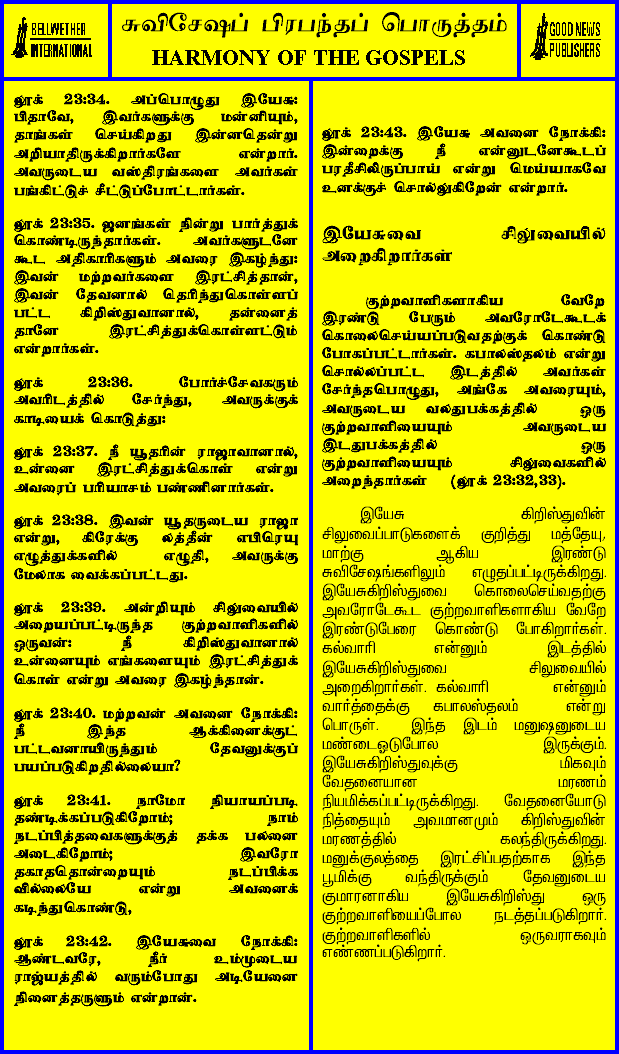 BELLWETHER
INTERNATIONAL
சுவிசேஷப் பிரபந்தப் பொருத்தம்
HARMONY OF THE GOSPELS
GOOD NEWS
PUBLISHERS
லூக் 23:34. அப்பொழுது இயேசு:
பிதாவே, இவர்களுக்கு மன்னியும்,
தாங்கள் செய்கிறது இன்னதென்று
அறியாதிருக்கிறார்களே என்றார்.
அவருடைய வஸ்திரங்களை அவர்கள்
பங்கிட்டுச் சீட்டுப்போட்டார்கள்.
லூக் 23:35. ஜனங்கள் நின்று பார்த்துக்
கொண்டிருந்தார்கள். அவர்களுடனே
கூட அதிகாரிகளும் அவரை இகழ்ந்து:
இவன் மற்றவர்களை இரட்சித்தான்,
இவன் தேவனால் தெரிந்துகொள்ளப்
பட்ட கிறிஸ்துவானால், தன்னைத்
தானே இரட்சித்துக்கொள்ளட்டும்
என்றார்கள்.
லூக் 23:36. போர்ச்சேவகரும்
அவரிடத்தில் சேர்ந்து, அவருக்குக்
காடியைக் கொடுத்து:
லூக் 23:37. நீ யூதரின் ராஜாவானால்,
உன்னை இரட்சித்துக்கொள் என்று
அவரைப் பரியாசம் பண்ணினார்கள்.
லூக் 23:38. இவன் யூதருடைய ராஜா
என்று, கிரேக்கு லத்தீன் எபிரெயு
எழுத்துக்களில் எழுதி, அவருக்கு
மேலாக வைக்கப்பட்டது.
லூக் 23:39. அன்றியும் சிலுவையில்
அறையப்பட்டிருந்த குற்றவாளிகளில்
ஒருவன்: நீ கிறிஸ்துவானால்
உன்னையும் எங்களையும் இரட்சித்துக்
கொள் என்று அவரை இகழ்ந்தான்.
லூக் 23:40. மற்றவன் அவனை நோக்கி:
நீ இந்த ஆக்கினைக்குட்
பட்டவனாயிருந்தும் தேவனுக்குப்
பயப்படுகிறதில்லையா?
லூக் 23:41. நாமோ நியாயப்படி
தண்டிக்கப்படுகிறோம்; நாம்
நடப்பித்தவைகளுக்குத் தக்க பலனை
அடைகிறோம்; இவரோ
தகாததொன்றையும் நடப்பிக்க
வில்லையே என்று அவனைக்
கடிந்துகொண்டு,
லூக் 23:42. இயேசுவை நோக்கி:
ஆண்டவரே, நீர் உம்முடைய
ராஜ்யத்தில் வரும்போது அடியேனை
நினைத்தருளும் என்றான்.
லூக் 23:43. இயேசு அவனை நோக்கி:
இன்றைக்கு நீ என்னுடனேகூடப்
பரதீசிலிருப்பாய் என்று மெய்யாகவே
உனக்குச் சொல்லுகிறேன் என்றார்.
இயேசுவை சிலுவையில்
அறைகிறார்கள்
குற்றவாளிகளாகிய வேறே
இரண்டு பேரும் அவரோடேகூடக்
கொலைசெய்யப்படுவதற்குக் கொண்டு
போகப்பட்டார்கள். கபாலஸ்தலம் என்று
சொல்லப்பட்ட இடத்தில் அவர்கள்
சேர்ந்தபொழுது, அங்கே அவரையும்,
அவருடைய வலதுபக்கத்தில் ஒரு
குற்றவாளியையும் அவருடைய
இடதுபக்கத்தில் ஒரு
குற்றவாளியையும் சிலுவைகளில்
அறைந்தார்கள் (லூக் 23:32,33).
இயேசு கிறிஸ்துவின்
சிலுவைப்பாடுகளைக் குறித்து மத்தேயு,
மாற்கு ஆகிய இரண்டு
சுவிசேஷங்களிலும் எழுதப்பட்டிருக்கிறது.
இயேசுகிறிஸ்துவை கொலைசெய்வதற்கு
அவரோடேகூட குற்றவாளிகளாகிய வேறே
இரண்டுபேரை கொண்டு போகிறார்கள்.
கல்வாரி என்னும் இடத்தில்
இயேசுகிறிஸ்துவை சிலுவையில்
அறைகிறார்கள். கல்வாரி என்னும்
வார்த்தைக்கு கபாலஸ்தலம் என்று
பொருள். இந்த இடம் மனுஷனுடைய
மண்டைஓடுபோல இருக்கும்.
இயேசுகிறிஸ்துவுக்கு மிகவும்
வேதனையான மரணம்
நியமிக்கப்பட்டிருக்கிறது. வேதனையோடு
நித்தையும் அவமானமும் கிறிஸ்துவின்
மரணத்தில் கலந்திருக்கிறது.
மனுக்குலத்தை இரட்சிப்பதற்காக இந்த
பூமிக்கு வந்திருக்கும் தேவனுடைய
குமாரனாகிய இயேசுகிறிஸ்து ஒரு
குற்றவாளியைப்போல நடத்தப்படுகிறார்.
குற்றவாளிகளில் ஒருவராகவும்
எண்ணப்படுகிறார்.